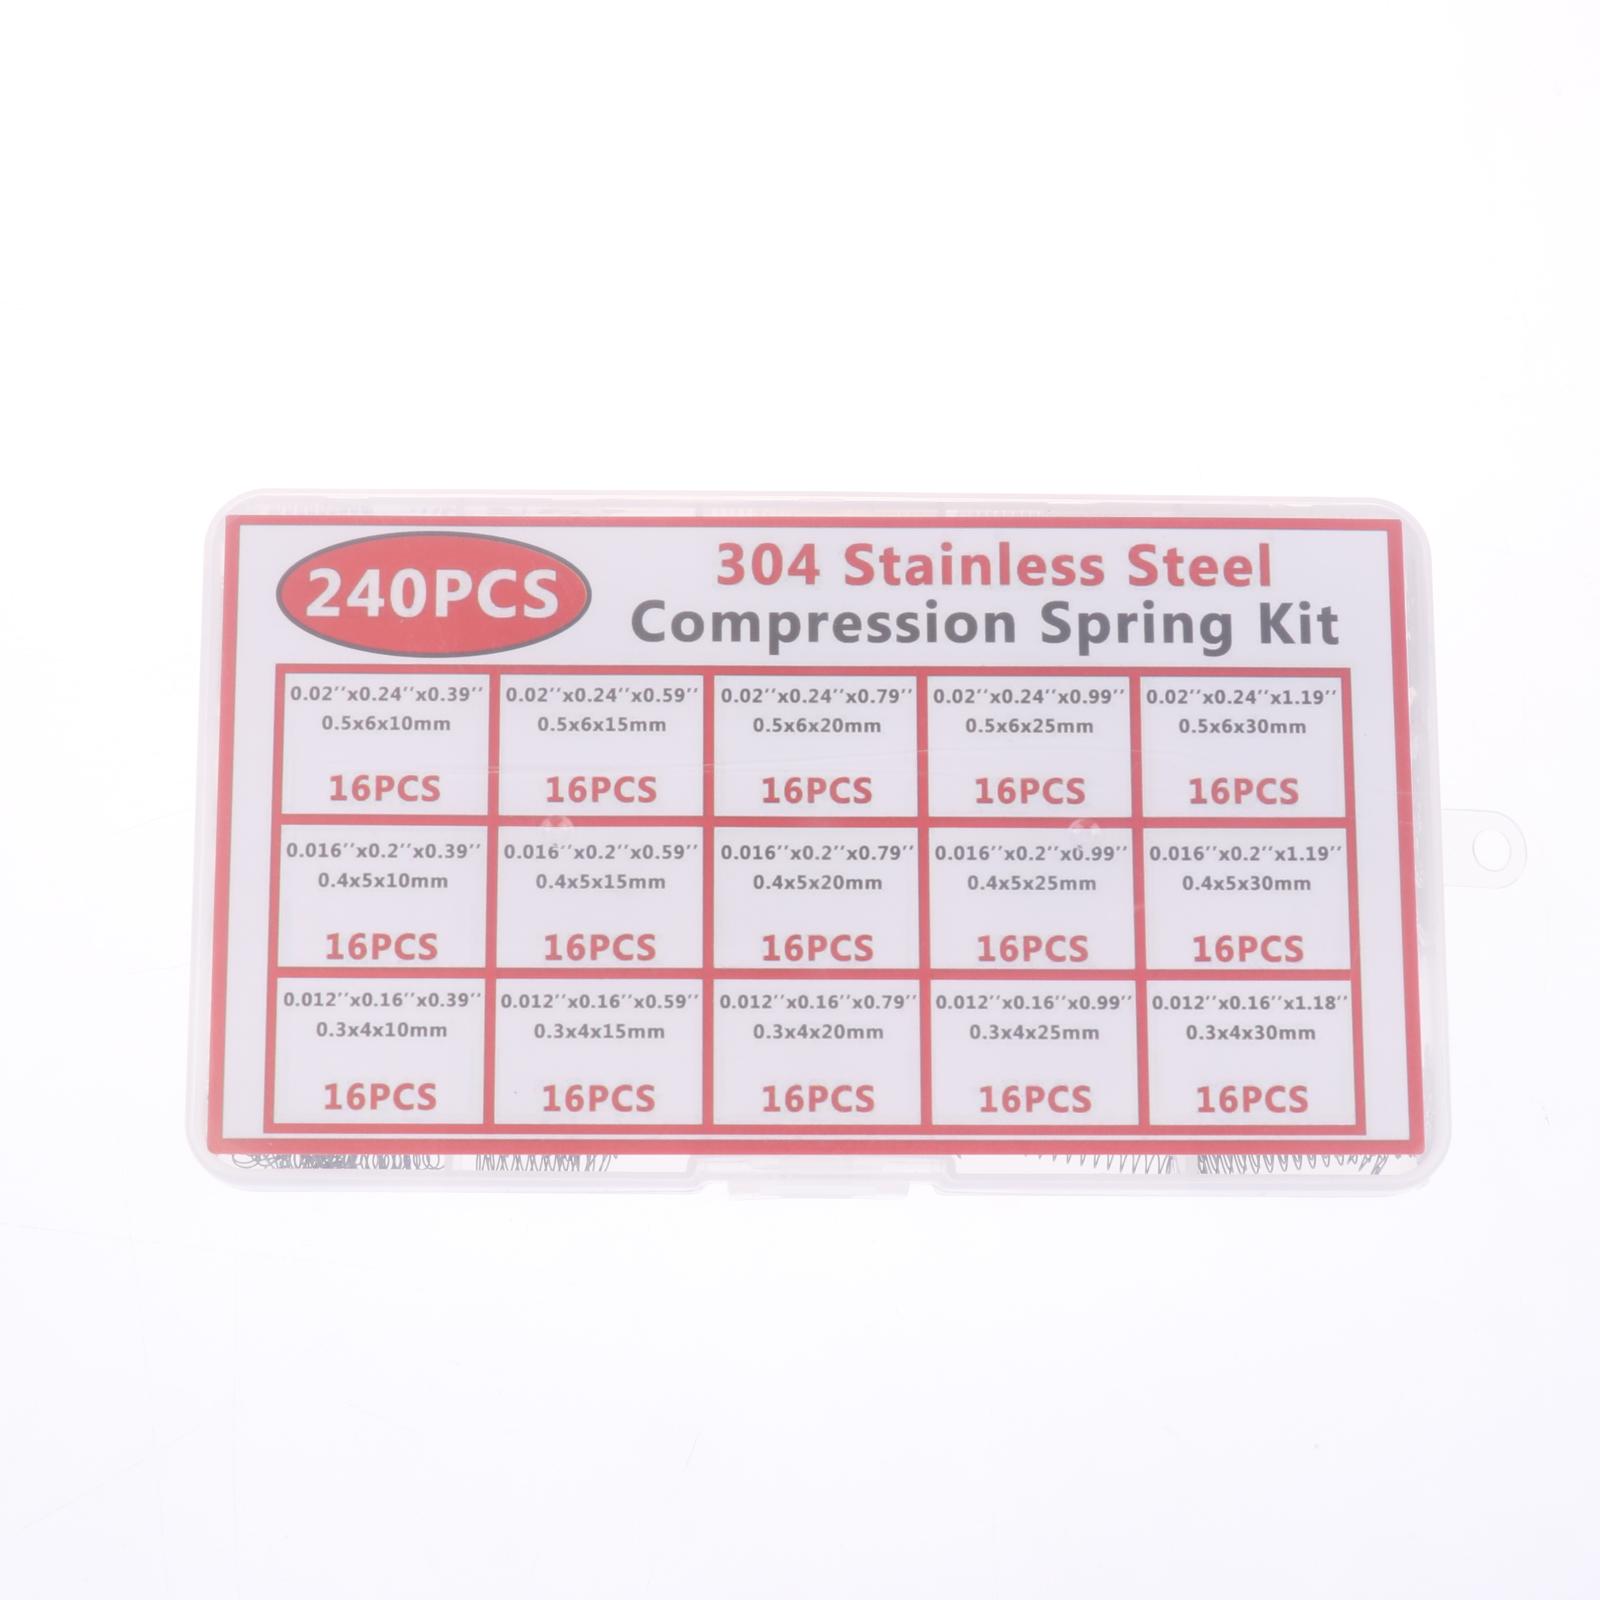 240PCS
304 Stainless Steel
Compression Spring Kit
0.02''x0.24''x0.39'' 0.02''x0.24''x0.59'' 0.02''x0.24''x0.79'' 0.02''x0.24''x0.99'' 0.02''x0.24''x1.19''
0.5x6x10mm 0.5x6x15mm 0.5x6x20mm 0.5x6x25mm 0.5x6x30mm
16PCS 16PCS 16PCS 16PCS 16PCS
0.016''x0.2''x0.39'' 0.016''x0.2''x0.59'' 0.016''x0.2''x0.79'' 0.016''x0.2''x0.99'' 0.016''x0.2''x1.19''
0.4x5x10mm 0.4x5x15mm 0.4x5x20mm 0.4x5x25mm 0.4x5x30mm
16PCS 16PCS 16PCS 16PCS 16PCS
0.012''x0.16''x0.39'' 0.012''x0.16''x0.59'' 0.012''x0.16''x0.79'' 0.012''x0.16''x0.99'' 0.012''x0.16''x1.18''
0.3x4x10mm 0.3x4x15mm 0.3x4x20mm 0.3x4x25mm 0.3x4x30mm
16PCS 16PCS 16PCS 16PCS 16PCS